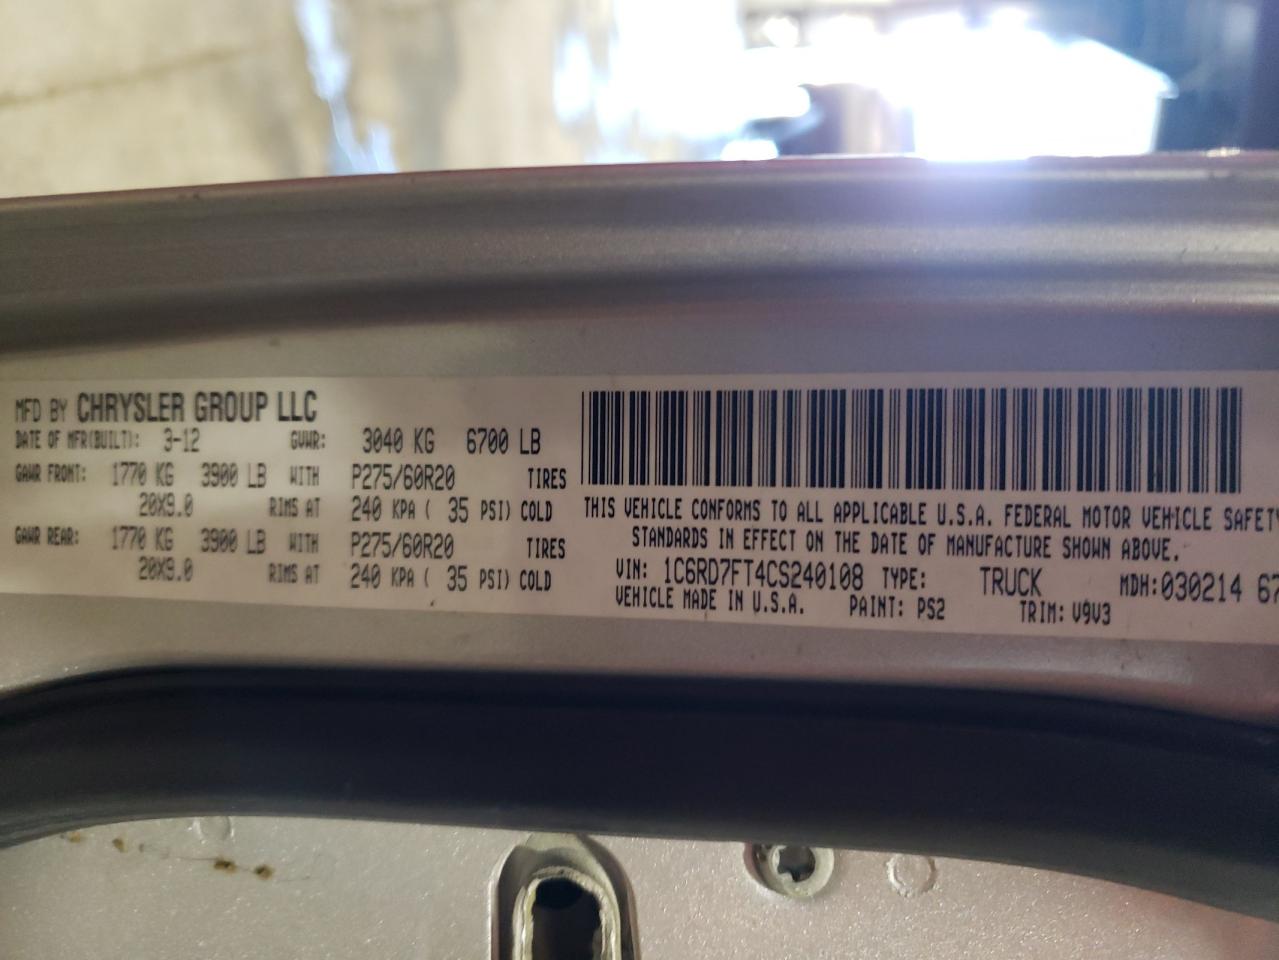 MFD BY CHRYSLER GROUP LLC
DATE OF MFR(BUILT): 3-12 GVWR: 3040 KG 6700 LB
GAWR FRONT: 1770 KG 3900 LB WITH P275/60R20 TIRES
20X9.0 RIMS AT 240 KPA ( 35 PSI) COLD
GAWR REAR: 1770 KG 3900 LB WITH P275/60R20 TIRES
20X9.0 RIMS AT 240 KPA ( 35 PSI) COLD
THIS VEHICLE CONFORMS TO ALL APPLICABLE U.S.A. FEDERAL MOTOR VEHICLE SAFETY
STANDARDS IN EFFECT ON THE DATE OF MANUFACTURE SHOWN ABOVE.
VIN: 1C6RD7FT4CS240108 TYPE: TRUCK MDH:030214 67
VEHICLE MADE IN U.S.A. PAINT: PS2 TRIM: V9V3